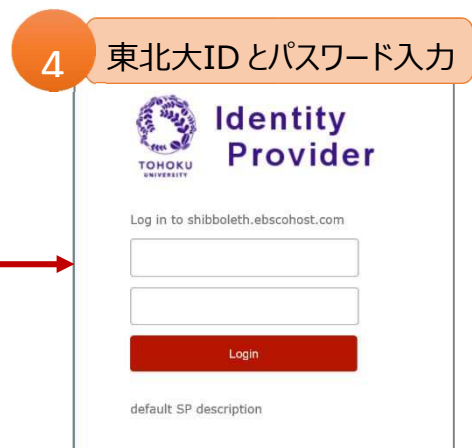 4
東北大IDとパスワード入力
Identity
Provider
TOHOKU
UNIVERSITY
Log in to shibboleth.ebscohost.com
Login
default SP description